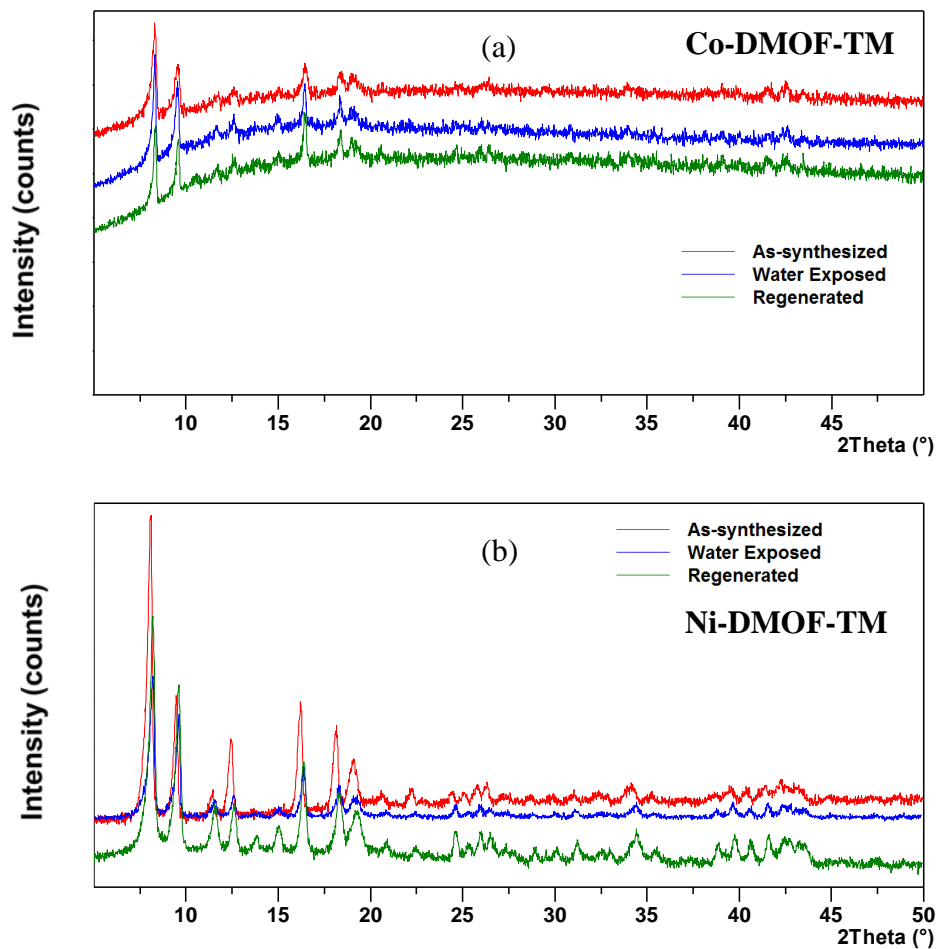 (a)
Co-DMOF-TM
Intensity (counts)
As-synthesized
Water Exposed
Regenerated
10 15 20 25 30 35 40 45
2Theta (°)
(b)
As-synthesized
Water Exposed
Regenerated
Ni-DMOF-TM
Intensity (counts)
10 15 20 25 30 35 40 45 50
2Theta (°)